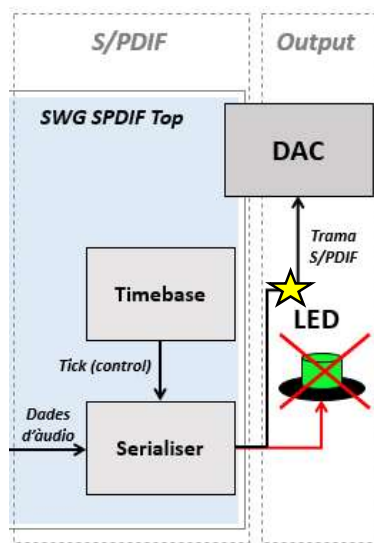 S/PDIF
Output
SWG SPDIF Top
DAC
Trama
S/PDIF
Timebase
LED
Tick (control)
Dades
d'àudio
Serialiser